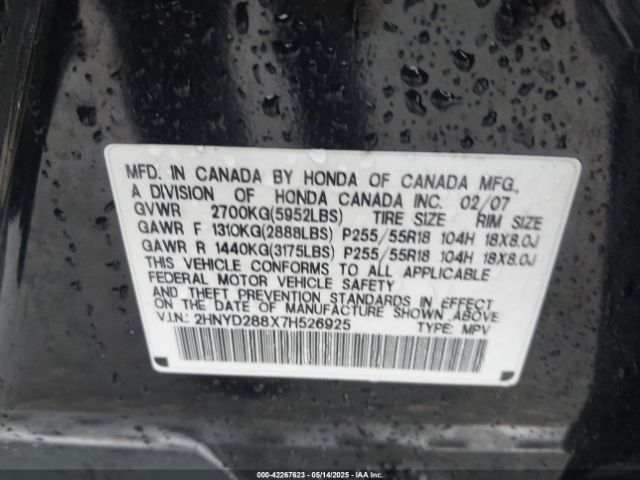 MFD. IN CANADA BY HONDA OF CANADA MFG.,
A DIVISION OF HONDA CANADA INC. 02/07
GVWR 2700KG(5952LBS) TIRE SIZE RIM SIZE
GAWR F 1310KG(2888LBS) P255/55R18 104H 18X8.0J
GAWR R 1440KG(3175LBS) P255/55R18 104H 18X8.0J
THIS VEHICLE CONFORMS TO ALL APPLICABLE
FEDERAL MOTOR VEHICLE SAFETY
AND THEFT PREVENTION STANDARDS IN EFFECT
ON THE DATE OF MANUFACTURE SHOWN ABOVE.
V.I.N.: 2HNYD288X7H526925 TYPE: MPV
000-42267623 - 05/14/2025 - IAAI.COM